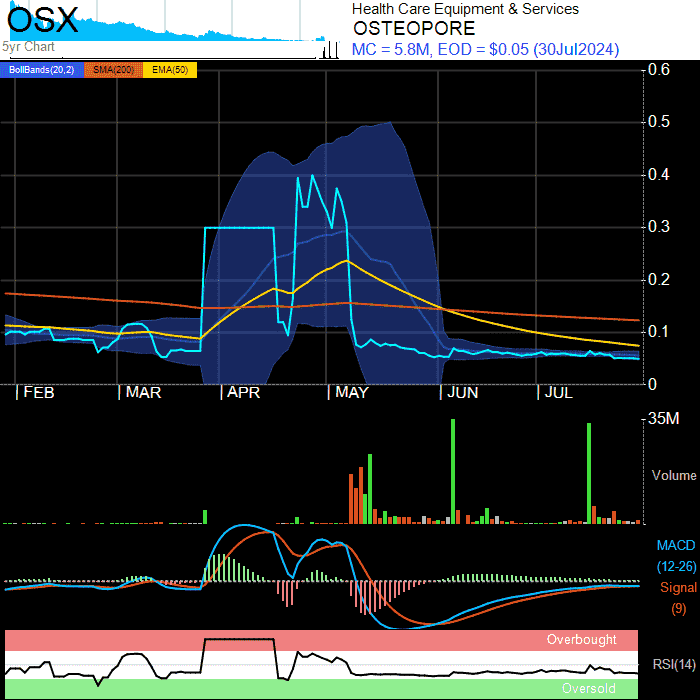 OSX
5yr Chart
Health Care Equipment & Services
OSTEOPORE
MC = 5.8M, EOD = $0.05 (30Jul2024)
BollBands(20,2) SMA(200) EMA(50)
0.6
0.5
0.4
0.3
0.2
0.1
0
FEB MAR APR MAY JUN JUL
35M
Volume
MACD
(12-26)
Signal
(9)
Overbought
RSI(14)
Oversold